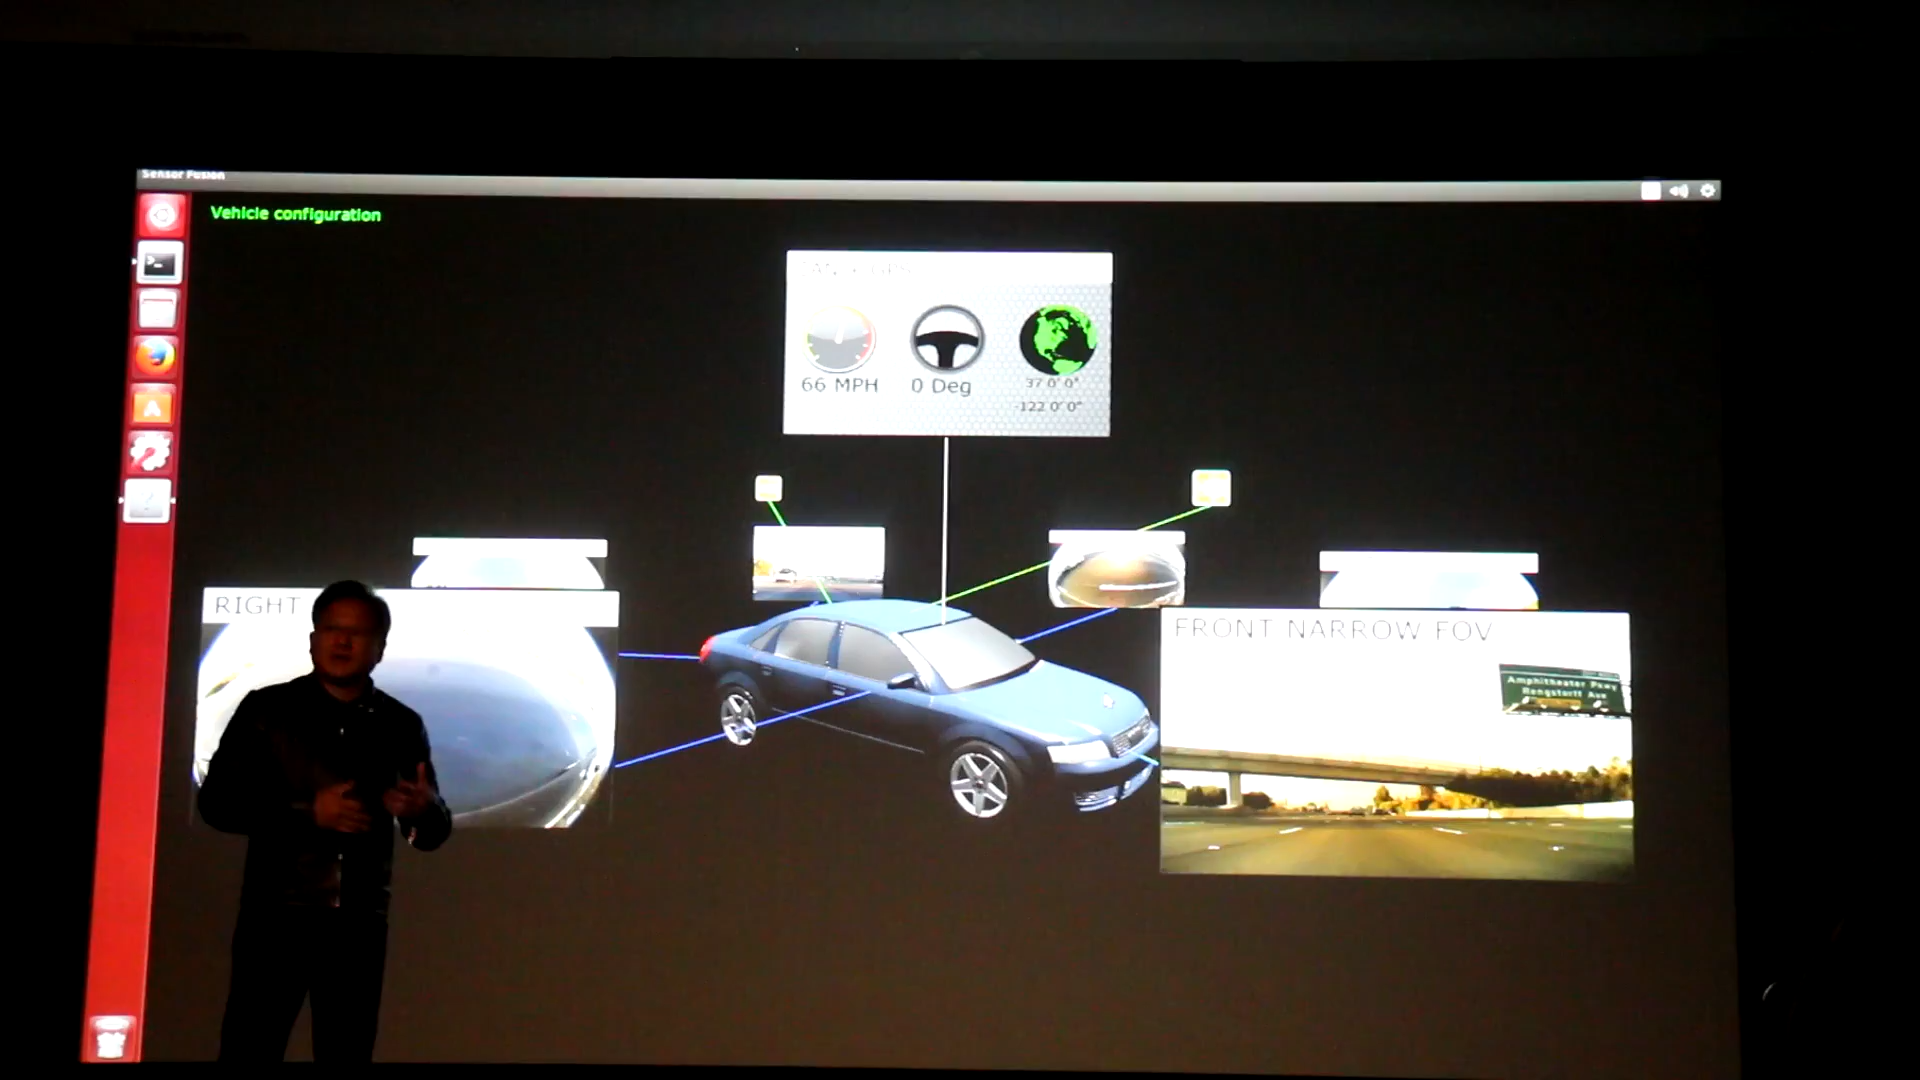 Sensor Fusion
Vehicle configuration
66 MPH
0 Deg
37 0' 0"
-122 0' 0"
RIGHT
FRONT NARROW FOV
Amphitheater Pkwy
Rengstorff Ave